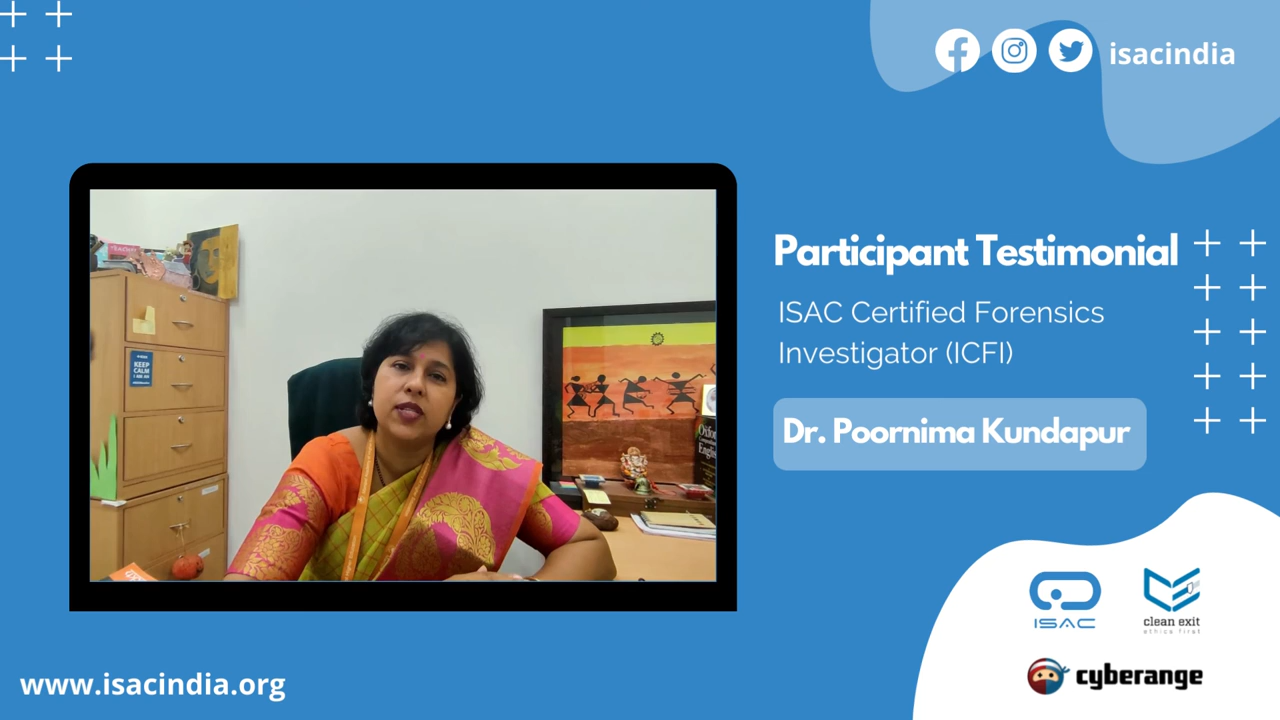 isacindia
Participant Testimonial
ISAC Certified Forensics
Investigator (ICFI)
Dr. Poornima Kundapur
KEEP
CALM
ISAC
clean exit
ethics first
cyberange
www.isacindia.org